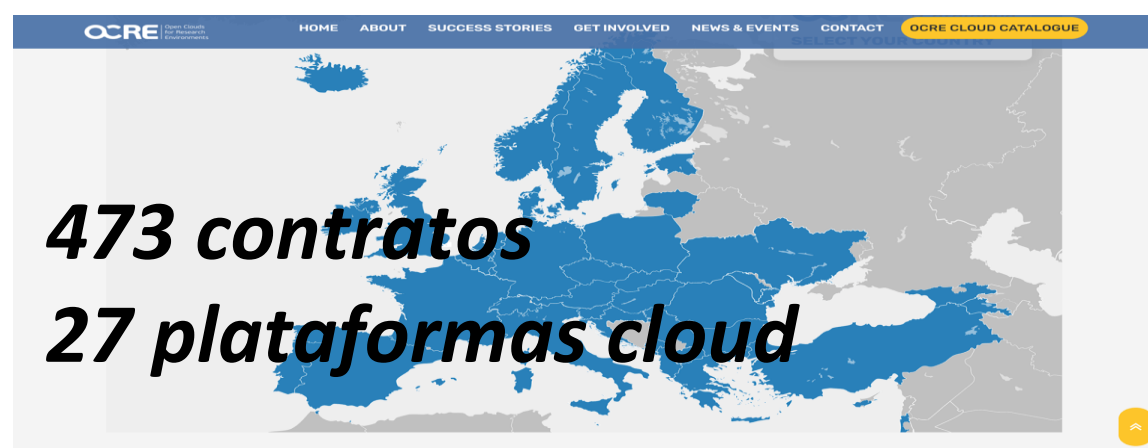 OCRE
Open Clouds
for Research
Environments
HOME ABOUT SUCCESS STORIES GET INVOLVED NEWS & EVENTS CONTACT OCRE CLOUD CATALOGUE
SELECT YOUR COUNTRY
473 contratos
27 plataformas cloud